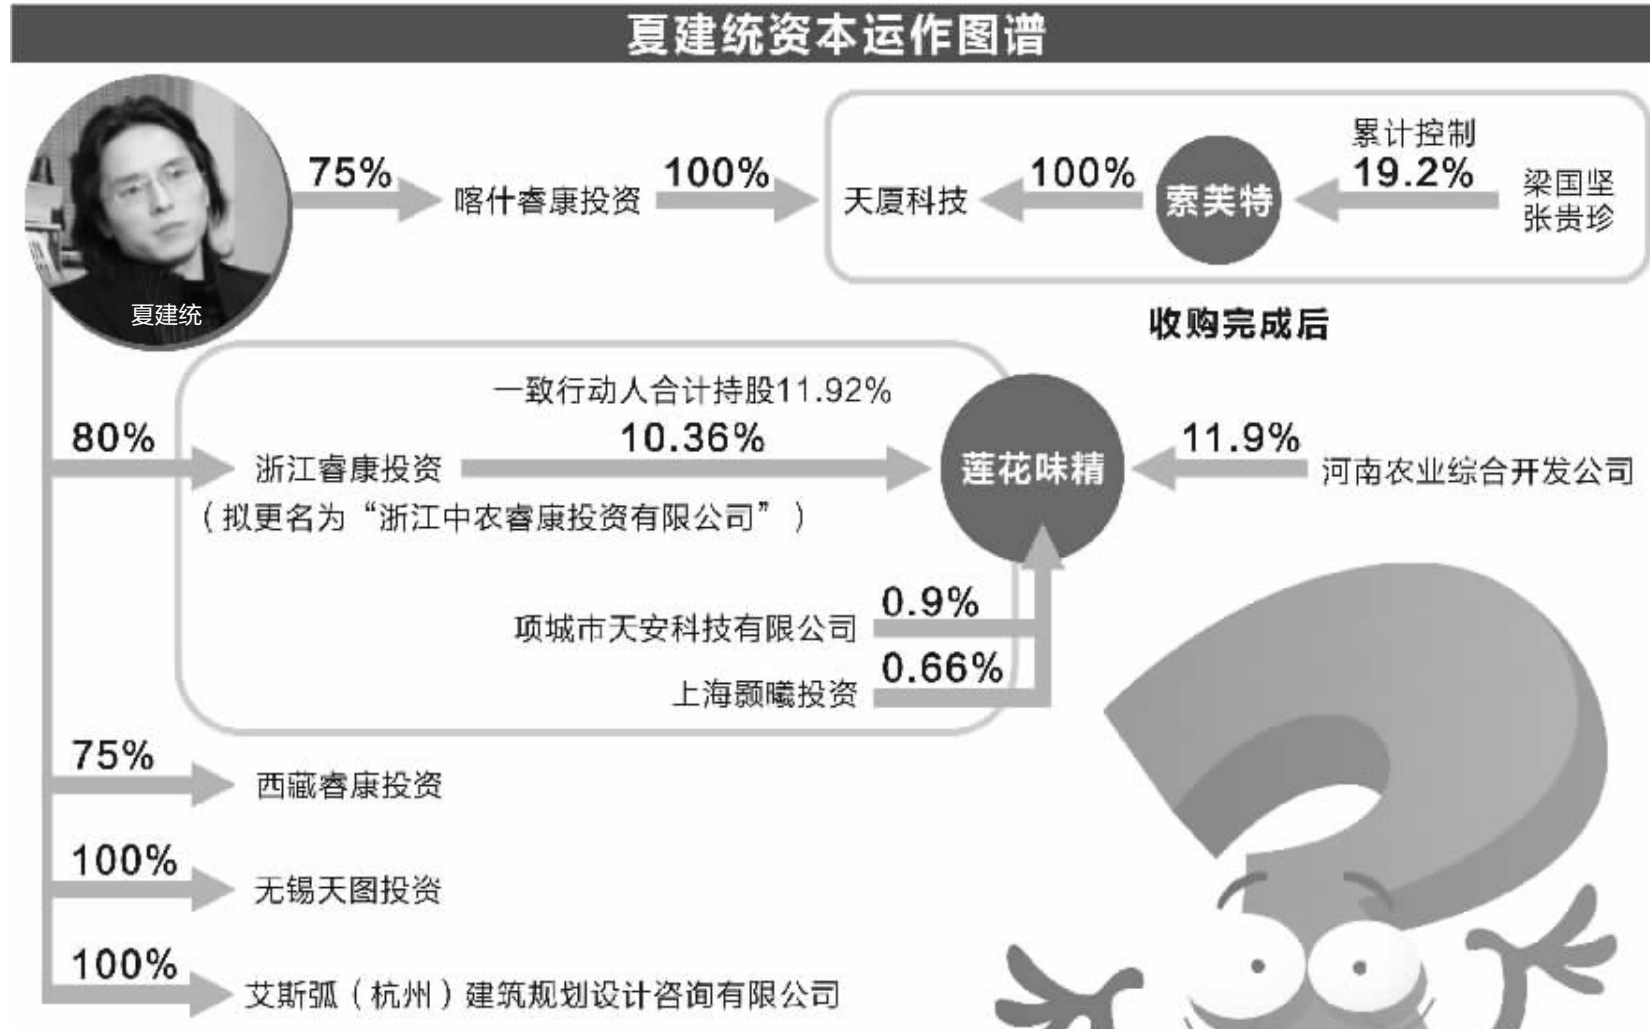 夏建统资本运作图谱
累计控制
75%
100%
100%
19.2%
喀什睿康投资
天厦科技
索芙特
梁国坚
张贵珍
夏建统
收购完成后
一致行动人合计持股11.92%
80%
10.36%
11.9%
浙江睿康投资
莲花味精
河南农业综合开发公司
（拟更名为“浙江中农睿康投资有限公司”）
0.9%
项城市天安科技有限公司
0.66%
上海颢曦投资
75%
西藏睿康投资
100%
无锡天图投资
100%
艾斯弧（杭州）建筑规划设计咨询有限公司